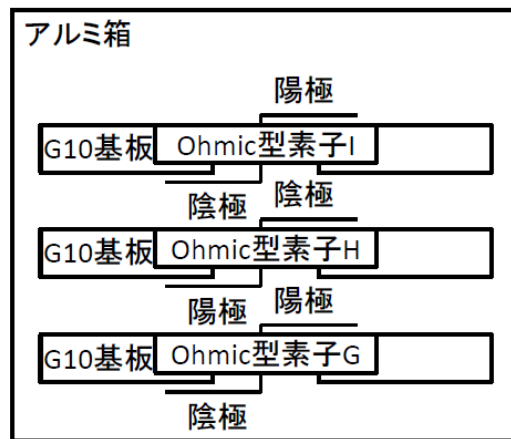 アルミ箱
陽極
G10基板 Ohmic型素子I
陰極 陰極
G10基板 Ohmic型素子H
陽極 陽極
G10基板 Ohmic型素子G
陰極